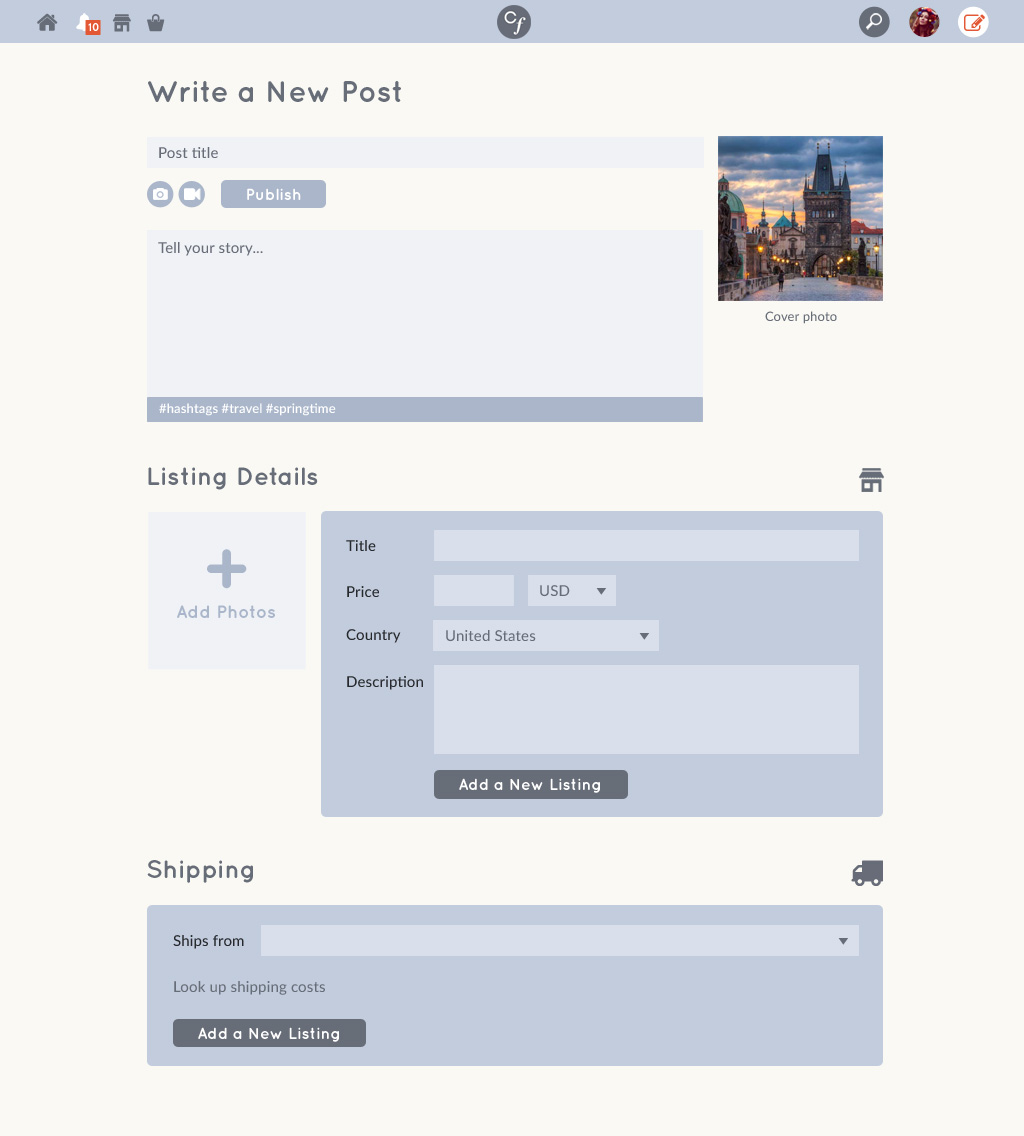 10
Cf
Write a New Post
Post title
Publish
Tell your story...
#hashtags #travel #springtime
Cover photo
Listing Details
Add Photos
Title
Price
USD
Country
United States
Description
Add a New Listing
Shipping
Ships from
Look up shipping costs
Add a New Listing